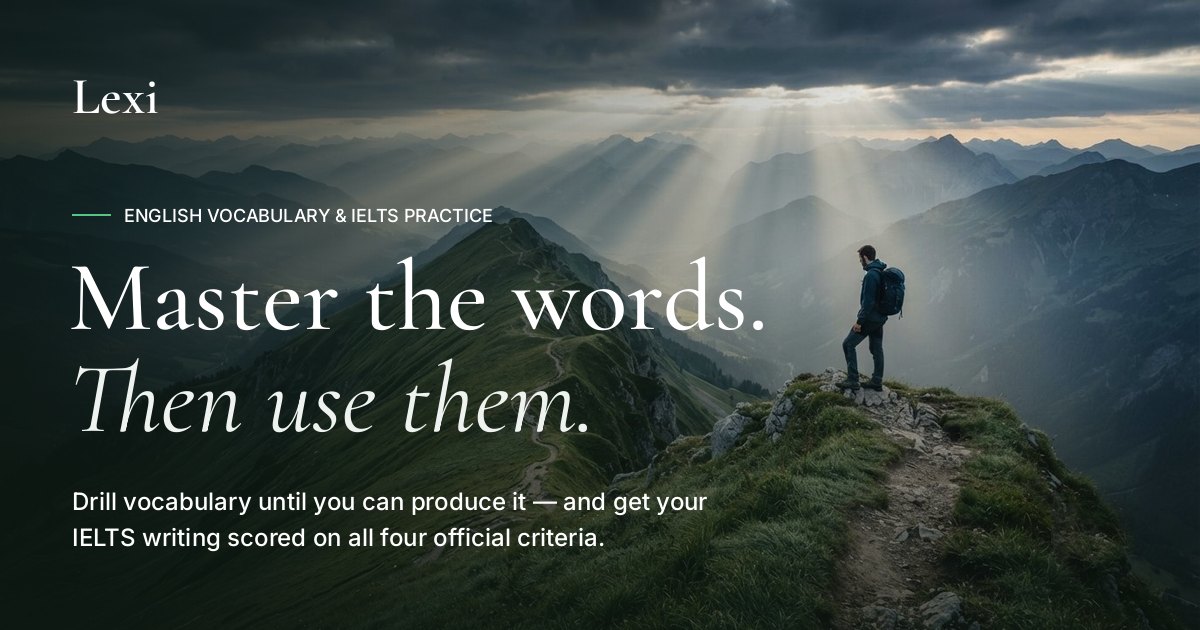 Lexi
ENGLISH VOCABULARY & IELTS PRACTICE
Master the words.
Then use them.
Drill vocabulary until you can produce it — and get your
IELTS writing scored on all four official criteria.